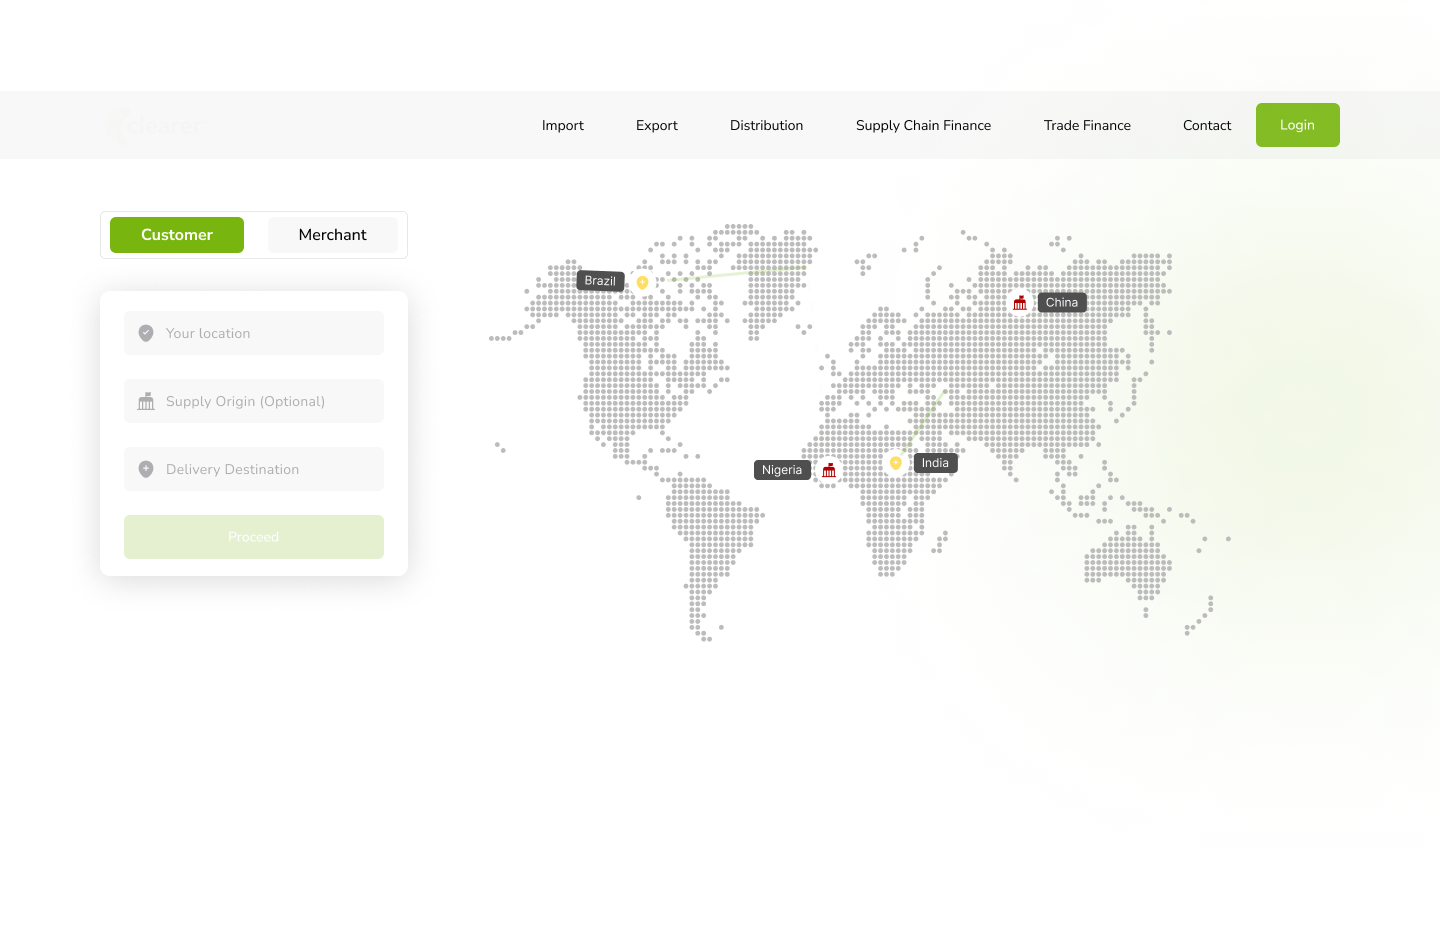 clearer
Import Export Distribution Supply Chain Finance Trade Finance Contact Login
Customer Merchant
Your location
Supply Origin (Optional)
Delivery Destination
Proceed
Brazil
China
Nigeria
India